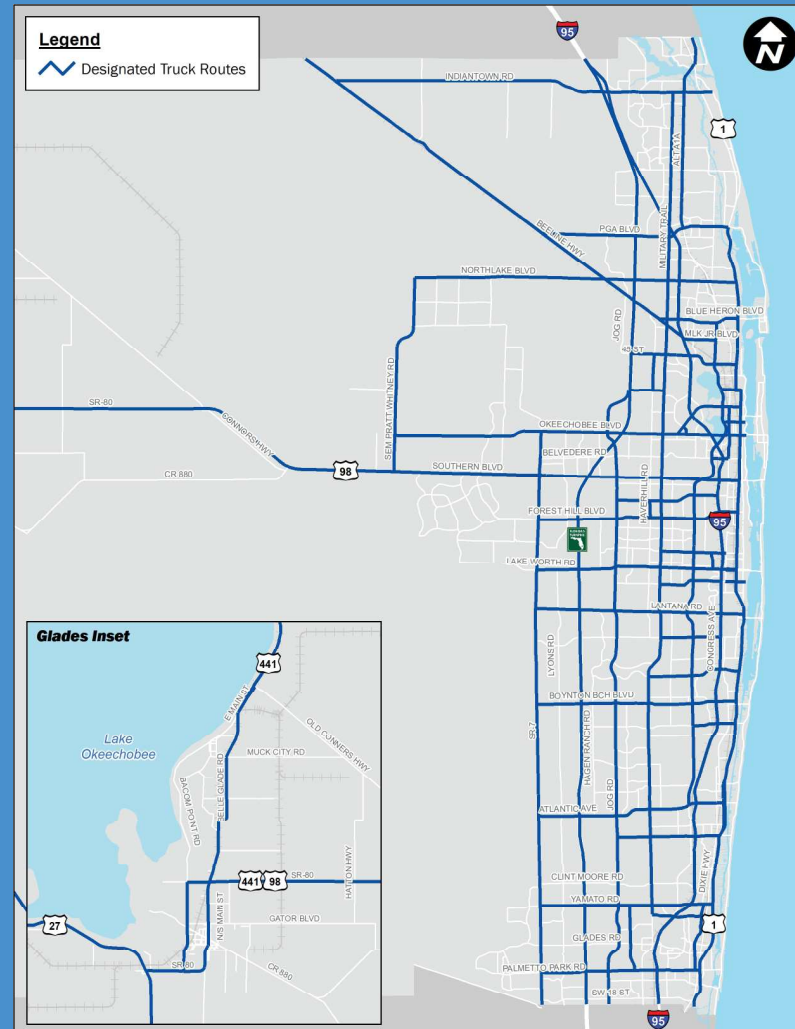 Legend
Designated Truck Routes
95
N
INDIANTOWN RD
1
ALT A1A
MILITARY TRAIL
BEELINE HWY
PGA BLVD
NORTHLAKE BLVD
JOG RD
BLUE HERON BLVD
MLK JR BLVD
45 ST
SR-80
CONNORS HWY
SEM PRATT WHITNEY RD
OKEECHOBEE BLVD
BELVEDERE RD
98
SOUTHERN BLVD
CR 880
HAVERHILL RD
FOREST HILL BLVD
95
LAKE WORTH RD
LANTANA RD
CONGRESS AVE
LYONS RD
BOYNTON BCH BLVD
SR-7
HAGEN RANCH RD
JOG RD
ATLANTIC AVE
CLINT MOORE RD
DIXIE HWY
YAMATO RD
1
GLADES RD
PALMETTO PARK RD
SW 18 ST
95
Glades Inset
441
E MAIN ST
OLD CONNERS HWY
Lake
Okeechobee
MUCK CITY RD
BELLE GLADE RD
BACOM POINT RD
SR-80
441
98
HATTON HWY
N/S MAIN ST
GATOR BLVD
27
SR-80
CR 880